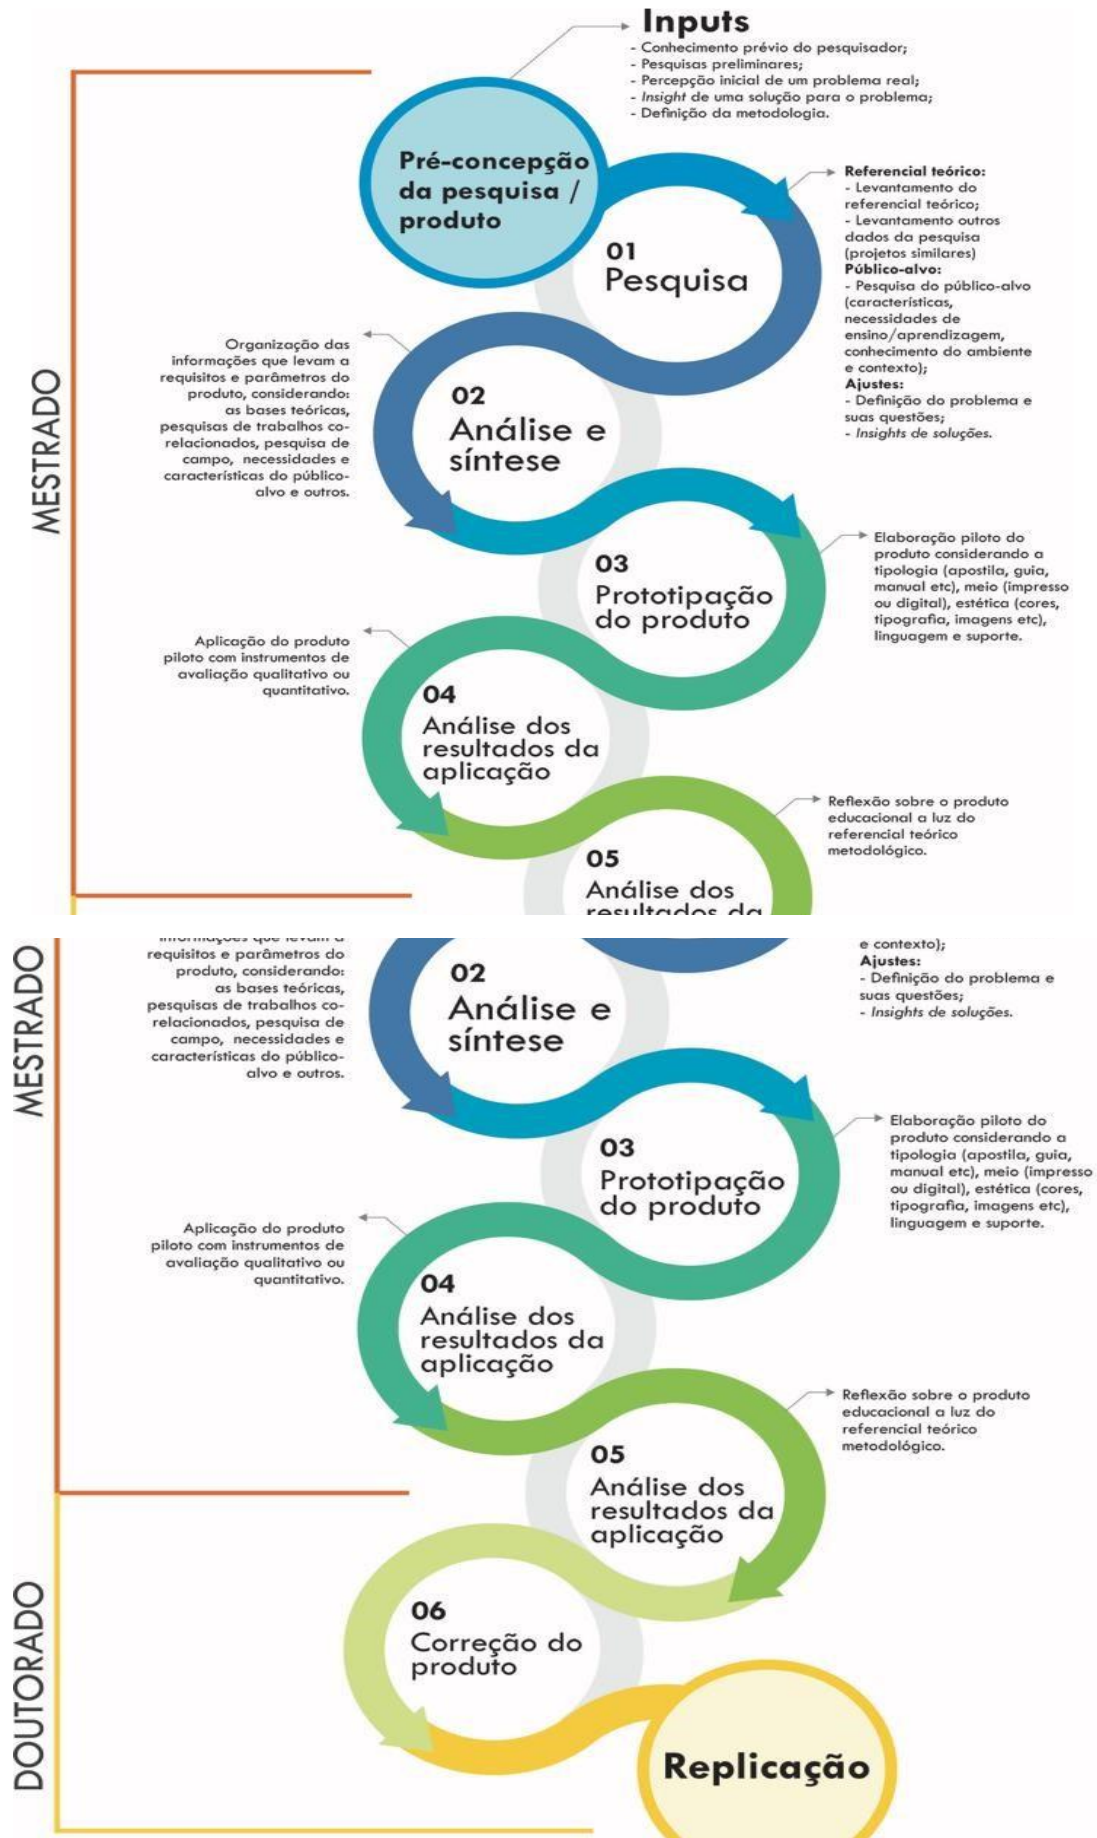 Inputs
- Conhecimento prévio do pesquisador;
- Pesquisas preliminares;
- Percepção inicial de um problema real;
- Insight de uma solução para o problema;
- Definição da metodologia.
Pré-concepção
da pesquisa /
produto
Referencial teórico:
- Levantamento do
referencial teórico;
- Levantamento outros
dados da pesquisa
(projetos similares)
Público-alvo:
- Pesquisa do público-alvo
(características,
necessidades de
ensino/aprendizagem,
conhecimento do ambiente
e contexto);
Ajustes:
- Definição do problema e
suas questões;
- Insights de soluções.
01
Pesquisa
MESTRADO
Organização das
informações que levam a
requisitos e parâmetros do
produto, considerando:
as bases teóricas,
pesquisas de trabalhos co-
relacionados, pesquisa de
campo, necessidades e
características do público-
alvo e outros.
02
Análise e
síntese
03
Prototipação
do produto
Elaboração piloto do
produto considerando a
tipologia (apostila, guia,
manual etc), meio (impresso
ou digital), estética (cores,
tipografia, imagens etc),
linguagem e suporte.
Aplicação do produto
piloto com instrumentos de
avaliação qualitativo ou
quantitativo.
04
Análise dos
resultados da
aplicação
Reflexão sobre o produto
educacional a luz do
referencial teórico
metodológico.
05
Análise dos
resultados da
MESTRADO
informações que levam a
requisitos e parâmetros do
produto, considerando:
as bases teóricas,
pesquisas de trabalhos co-
relacionados, pesquisa de
campo, necessidades e
características do público-
alvo e outros.
02
Análise e
síntese
e contexto);
Ajustes:
- Definição do problema e
suas questões;
- Insights de soluções.
03
Prototipação
do produto
Elaboração piloto do
produto considerando a
tipologia (apostila, guia,
manual etc), meio (impresso
ou digital), estética (cores,
tipografia, imagens etc),
linguagem e suporte.
Aplicação do produto
piloto com instrumentos de
avaliação qualitativo ou
quantitativo.
04
Análise dos
resultados da
aplicação
Reflexão sobre o produto
educacional a luz do
referencial teórico
metodológico.
05
Análise dos
resultados da
aplicação
DOUTORADO
06
Correção do
produto
Replicação